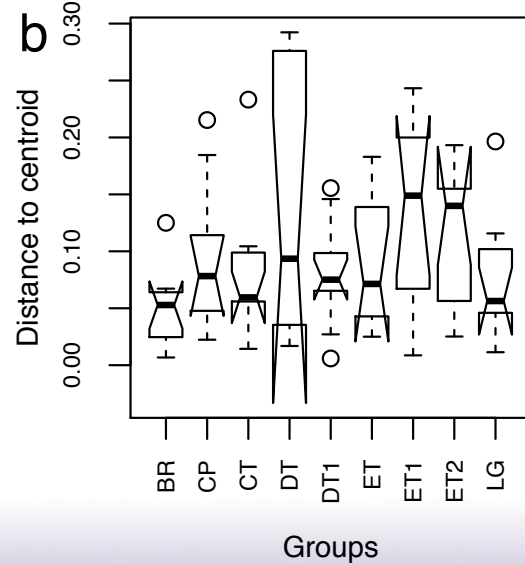 b
Distance to centroid
0.30
0.20
0.10
0.00
BR
CP
CT
DT
DT1
ET
ET1
ET2
LG
Groups